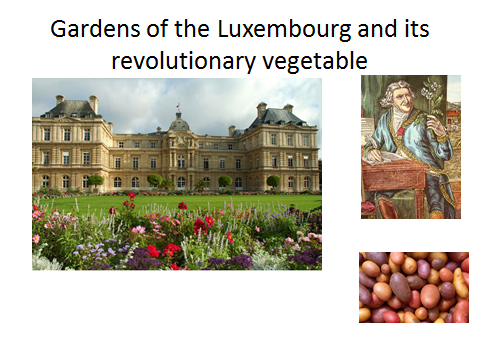 Gardens of the Luxembourg and its
revolutionary vegetable